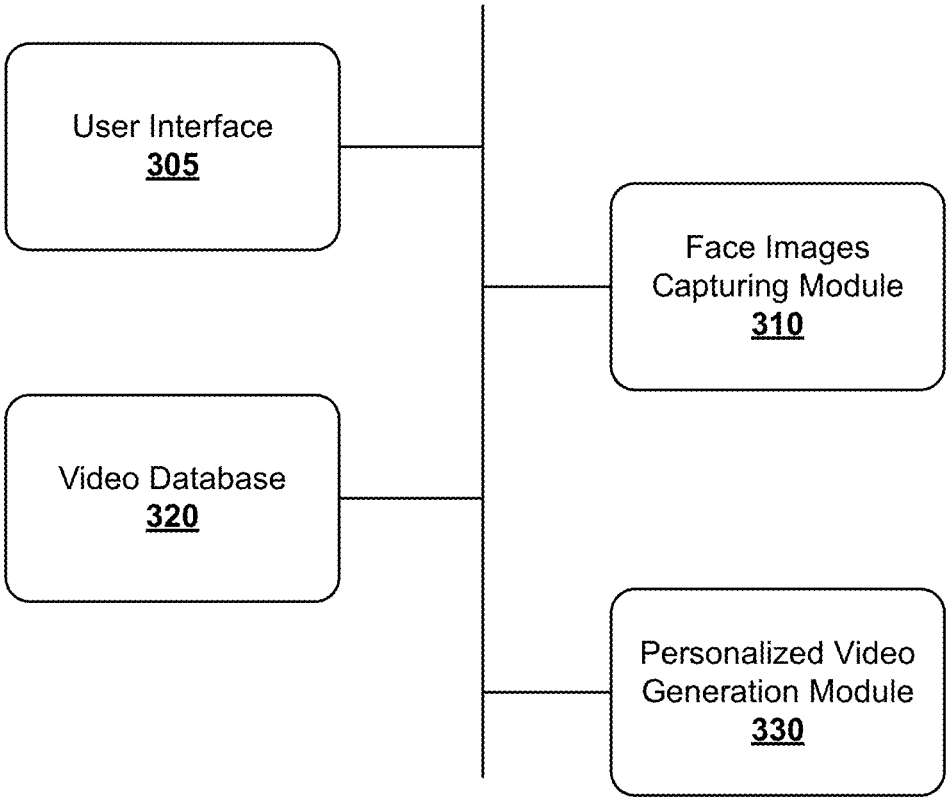 User Interface
305
Face Images
Capturing Module
310
Video Database
320
Personalized Video
Generation Module
330